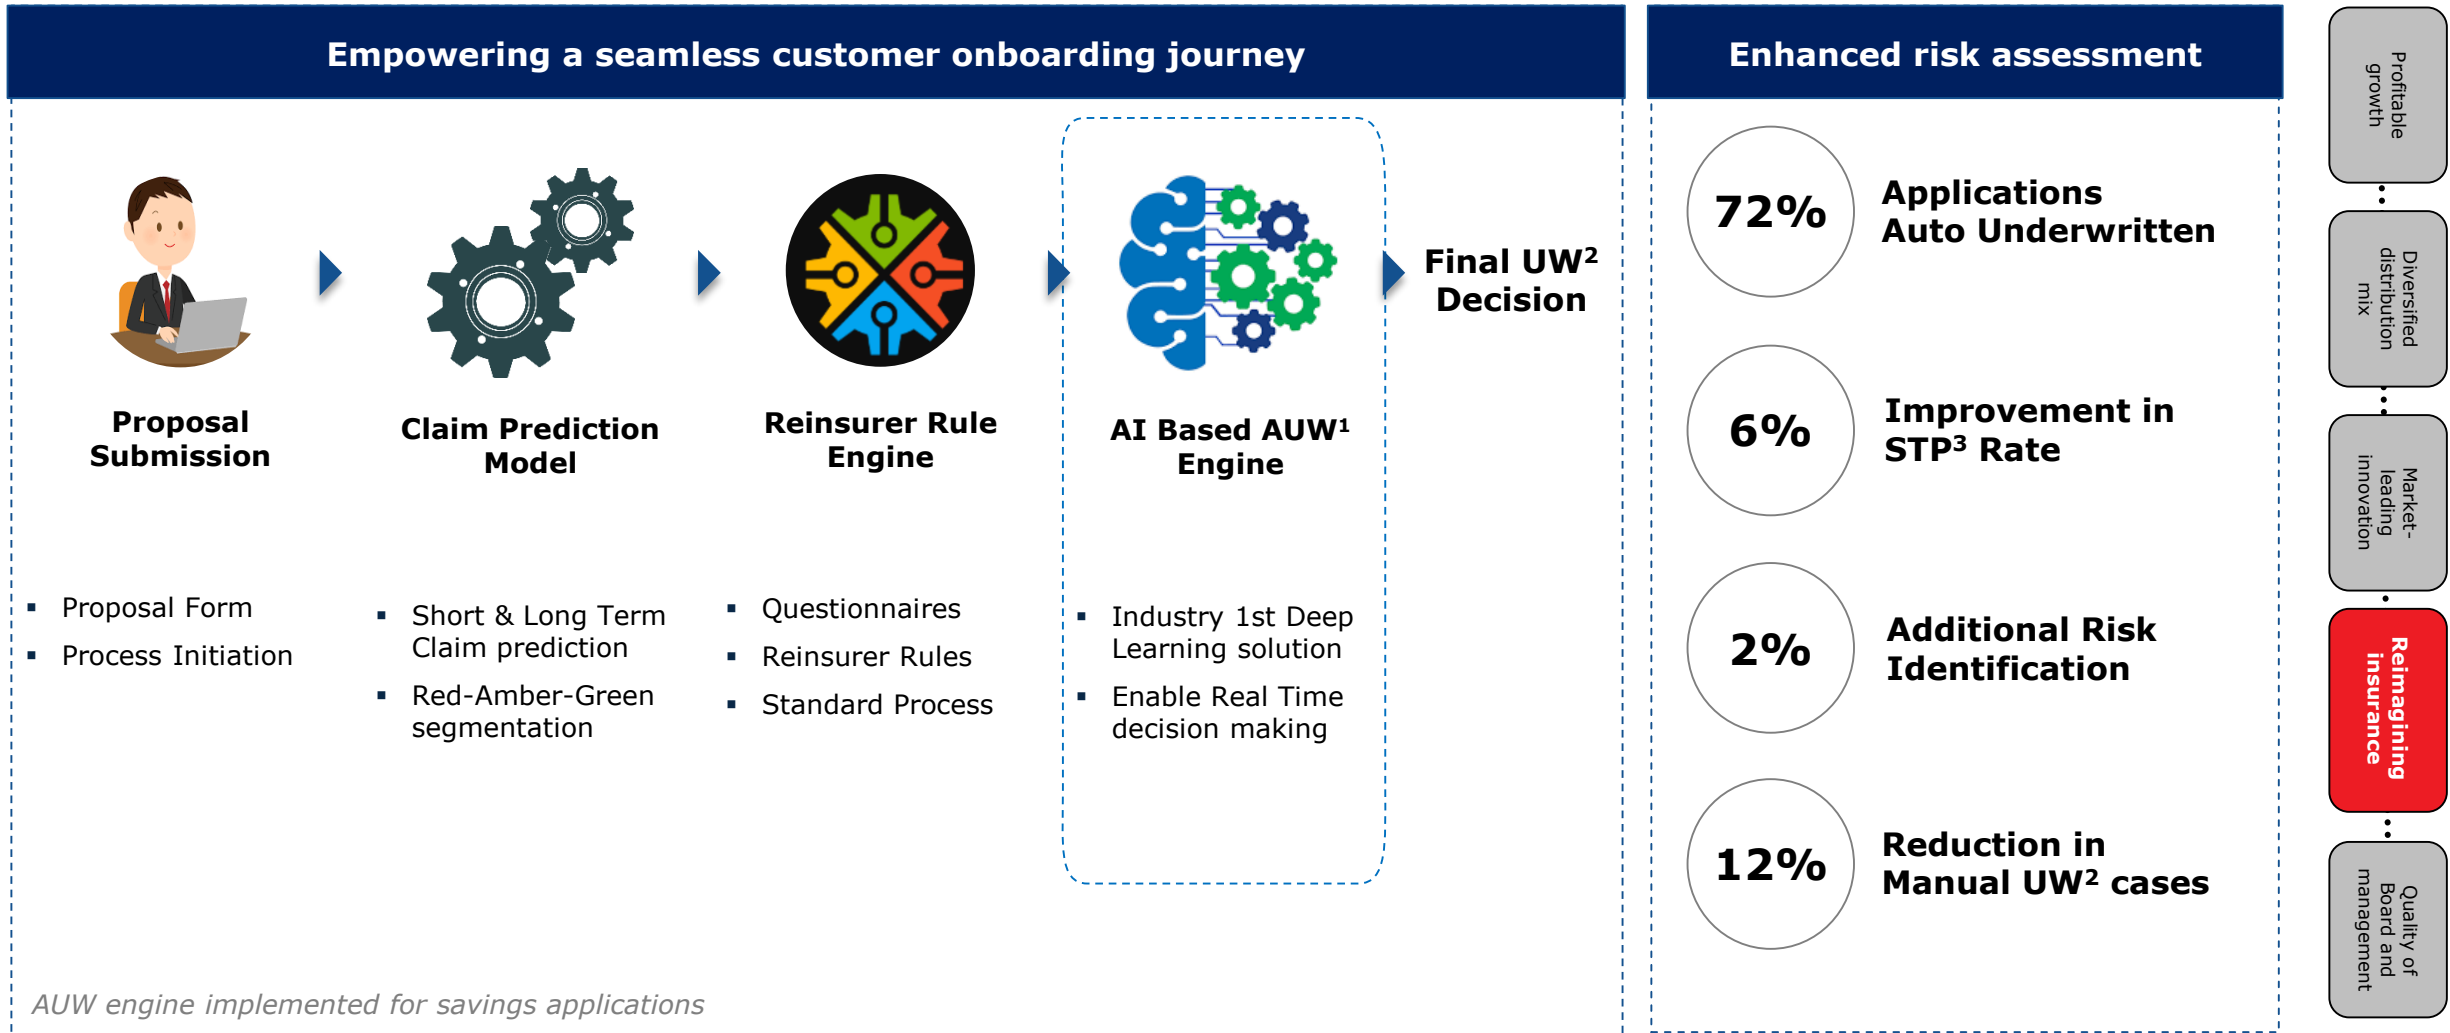 Empowering a seamless customer onboarding journey
Proposal
Submission
Claim Prediction
Model
Reinsurer Rule
Engine
AI Based AUW¹
Engine
Final UW²
Decision
▪ Proposal Form
▪ Process Initiation
▪ Short & Long Term
Claim prediction
▪ Red-Amber-Green
segmentation
▪ Questionnaires
▪ Reinsurer Rules
▪ Standard Process
▪ Industry 1st Deep
Learning solution
▪ Enable Real Time
decision making
AUW engine implemented for savings applications
Enhanced risk assessment
72%
Applications
Auto Underwritten
6%
Improvement in
STP³ Rate
2%
Additional Risk
Identification
12%
Reduction in
Manual UW² cases
Profitable
growth
Diversified
distribution
mix
Market-
leading
innovation
Reimagining
insurance
Quality of
Board and
management